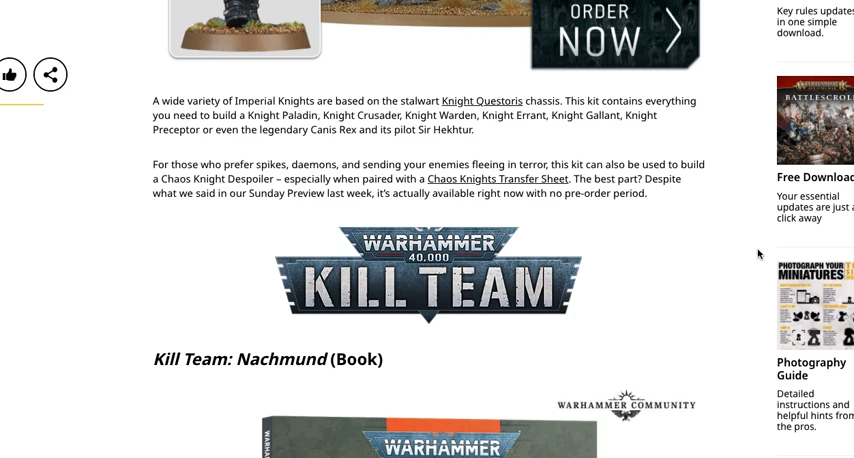 ORDER
NOW
A wide variety of Imperial Knights are based on the stalwart Knight Questoris chassis. This kit contains everything
you need to build a Knight Paladin, Knight Crusader, Knight Warden, Knight Errant, Knight Gallant, Knight
Preceptor or even the legendary Canis Rex and its pilot Sir Hekhtur.
For those who prefer spikes, daemons, and sending your enemies fleeing in terror, this kit can also be used to build
a Chaos Knight Despoiler – especially when paired with a Chaos Knights Transfer Sheet. The best part? Despite
what we said in our Sunday Preview last week, it's actually available right now with no pre-order period.
WARHAMMER
40,000
KILL TEAM
Kill Team: Nachmund (Book)
WARHAMMER COMMUNITY
WARHAMMER
Key rules updates
in one simple
download.
BATTLESCROLL
Free Download
Your essential
updates are just a
click away
PHOTOGRAPH YOUR
MINIATURES
Photography
Guide
Detailed
instructions and
helpful hints from
the pros.